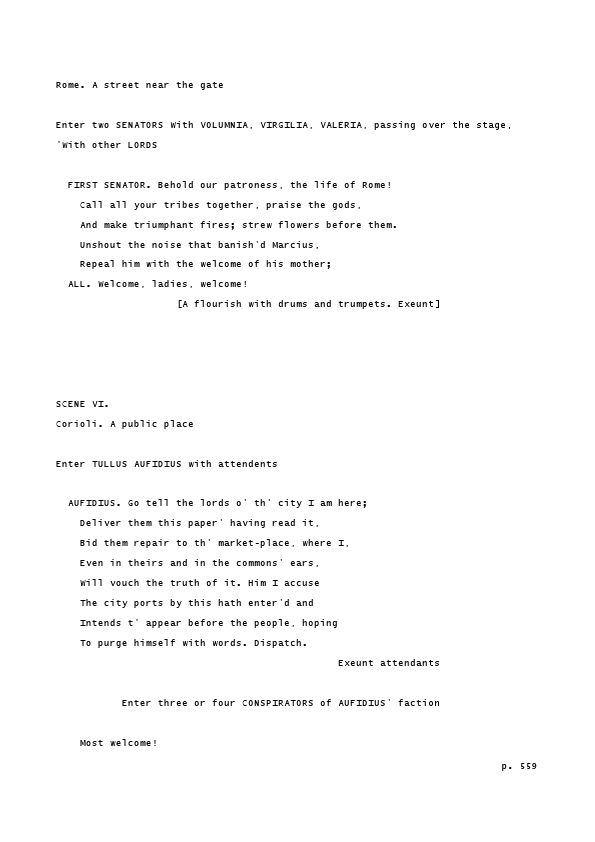 Rome. A street near the gate
Enter two SENATORS With VOLUMNIA, VIRGILIA, VALERIA, passing over the stage,
'With other LORDS
FIRST SENATOR. Behold our patroness, the life of Rome!
Call all your tribes together, praise the gods,
And make triumphant fires; strew flowers before them.
Unshout the noise that banish'd Marcius,
Repeal him with the welcome of his mother;
ALL. Welcome, ladies, welcome!
[A flourish with drums and trumpets. Exeunt]
SCENE VI.
Corioli. A public place
Enter TULLUS AUFIDIUS with attendents
AUFIDIUS. Go tell the lords o' th' city I am here;
Deliver them this paper' having read it,
Bid them repair to th' market-place, where I,
Even in theirs and in the commons' ears,
Will vouch the truth of it. Him I accuse
The city ports by this hath enter'd and
Intends t' appear before the people, hoping
To purge himself with words. Dispatch.
Exeunt attendants
Enter three or four CONSPIRATORS of AUFIDIUS' faction
Most welcome!
p. 559